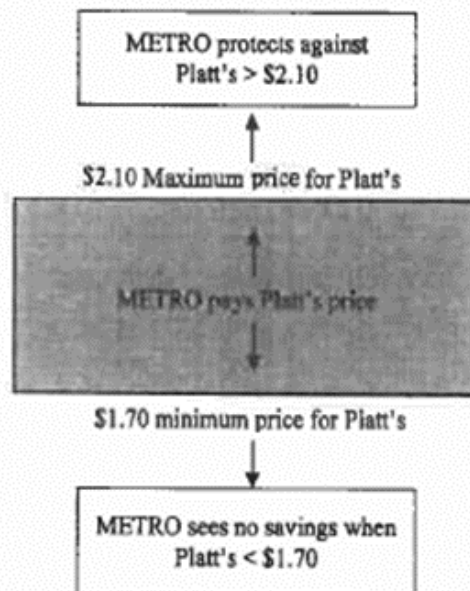 METRO protects against
Platt's > $2.10
$2.10 Maximum price for Platt's
METRO pays Platt's price
$1.70 minimum price for Platt's
METRO sees no savings when
Platt's < $1.70